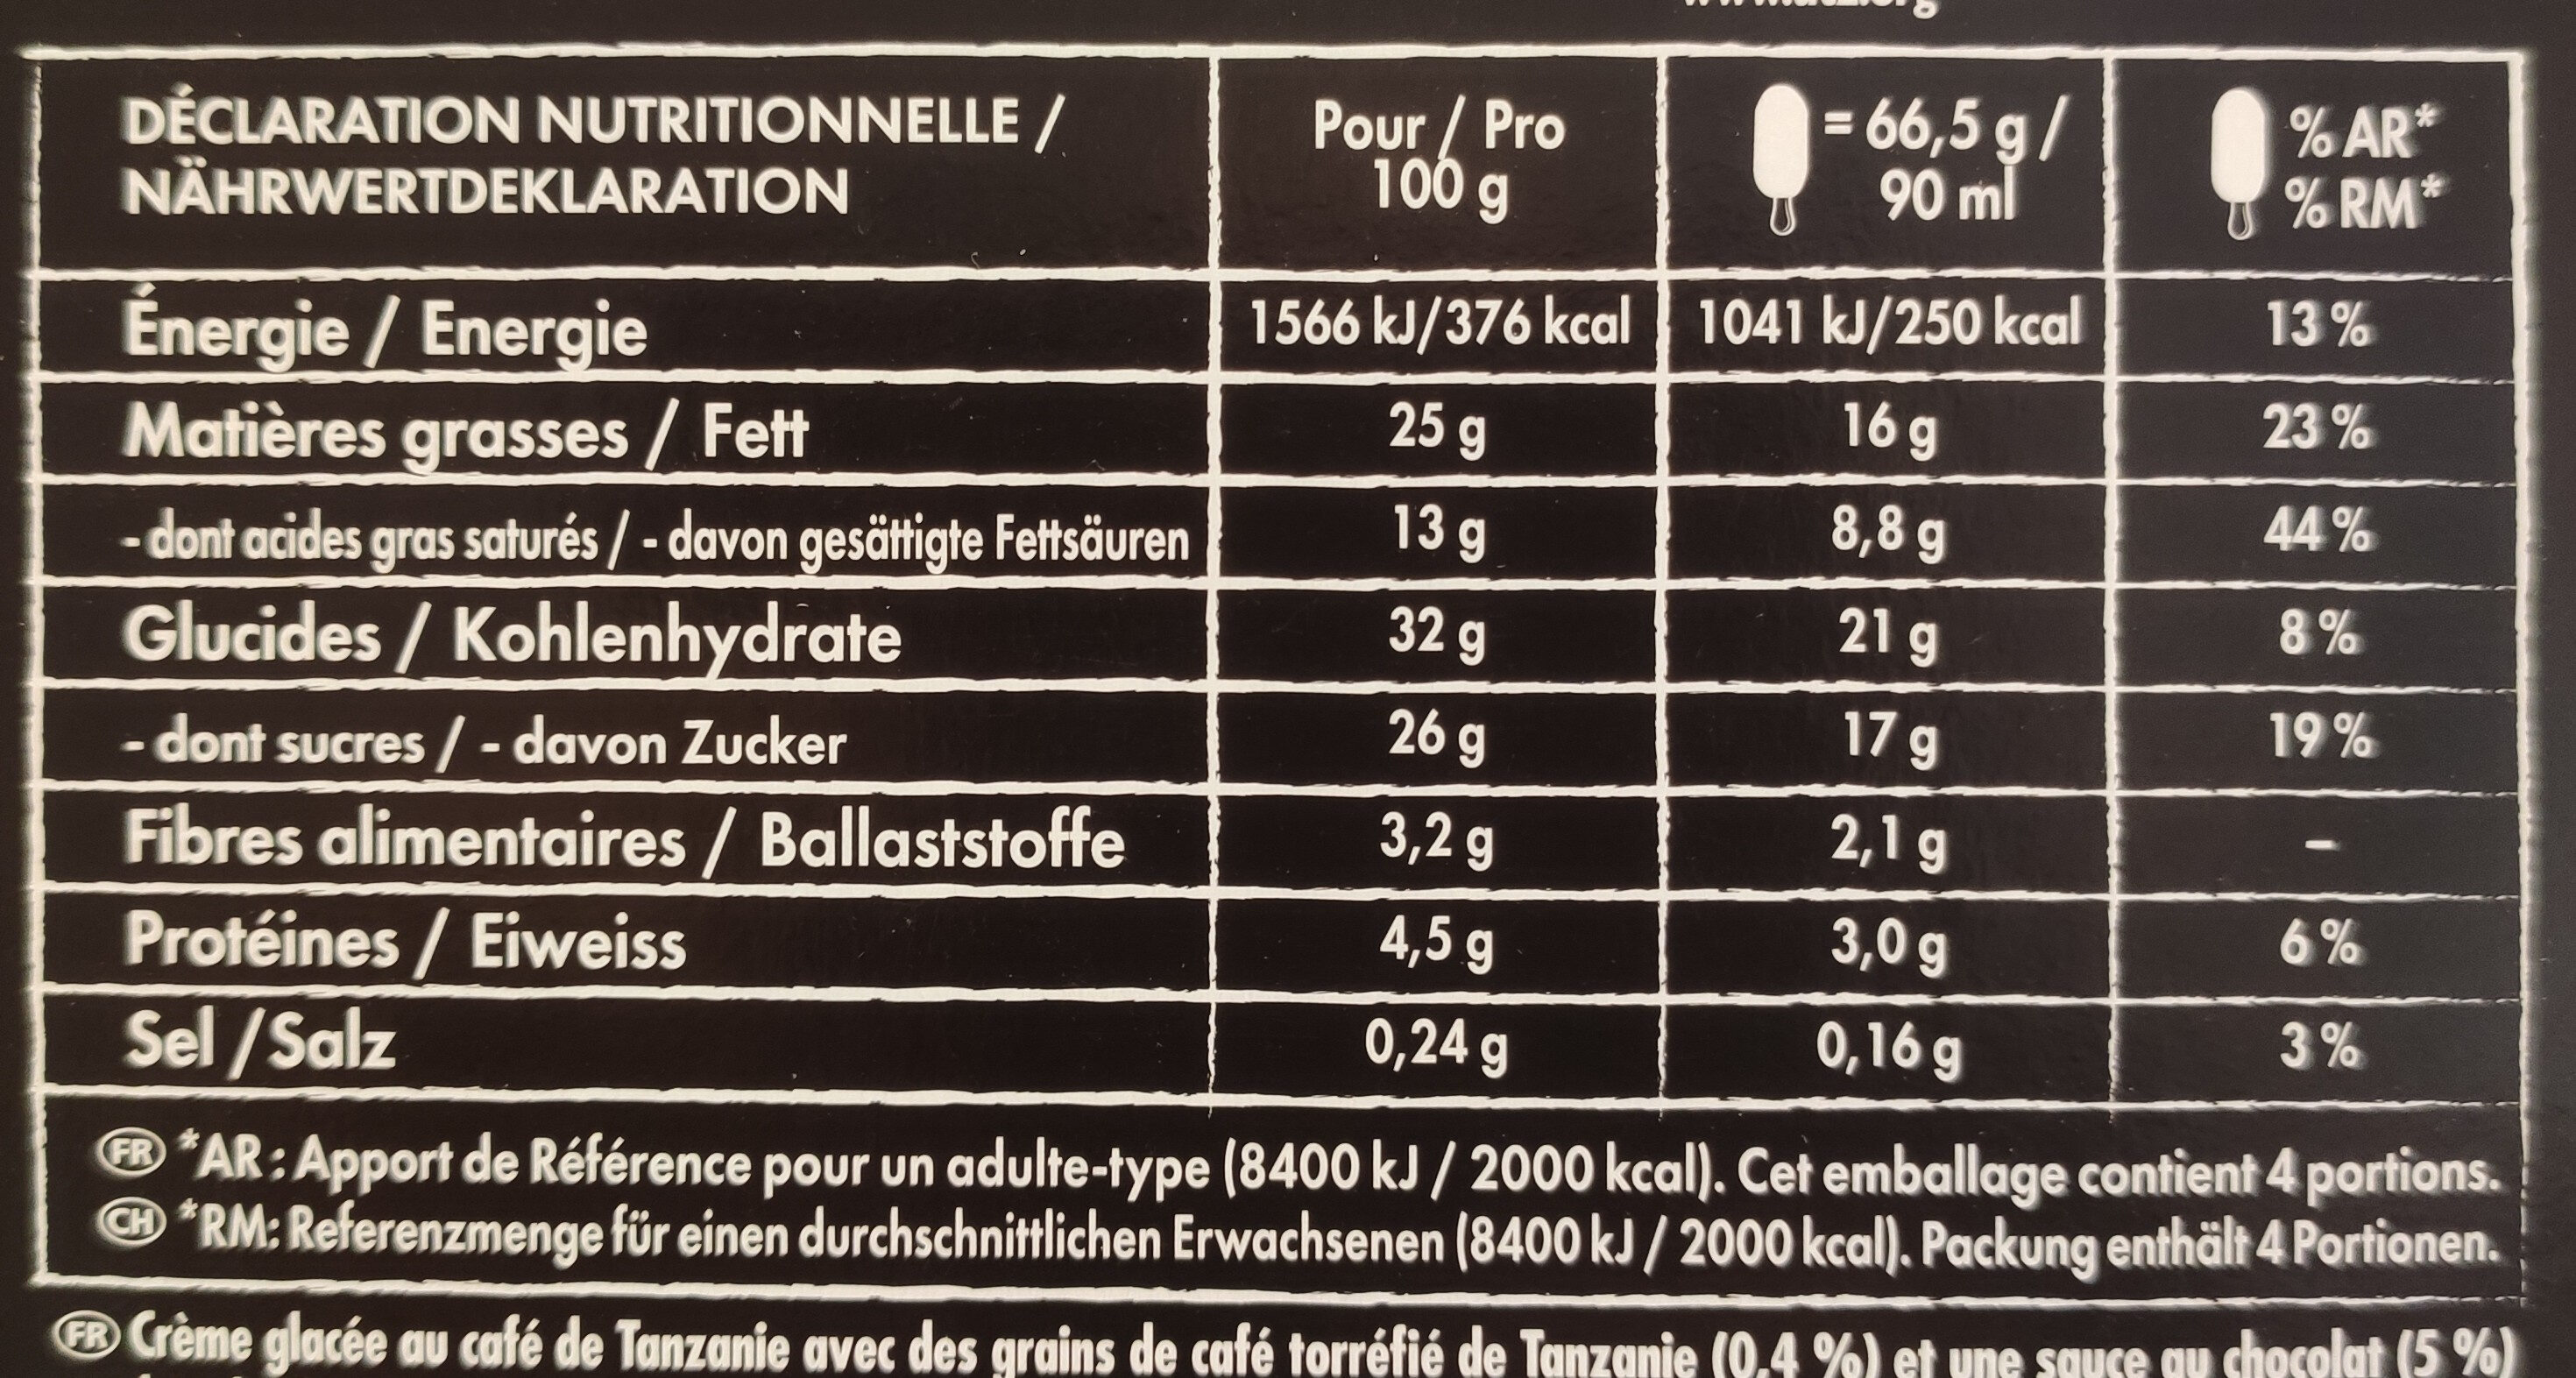 DÉCLARATION NUTRITIONNELLE / Pour / Pro = 66,5 g / % AR*
NÄHRWERTDEKLARATION 100 g 90 ml % RM*
Énergie / Energie 1566 kJ/376 kcal 1041 kJ/250 kcal 13 %
Matières grasses / Fett 25 g 16 g 23 %
- dont acides gras saturés / - davon gesättigte Fettsäuren 13 g 8,8 g 44 %
Glucides / Kohlenhydrate 32 g 21 g 8 %
- dont sucres / - davon Zucker 26 g 17 g 19 %
Fibres alimentaires / Ballaststoffe 3,2 g 2,1 g –
Protéines / Eiweiss 4,5 g 3,0 g 6 %
Sel /Salz 0,24 g 0,16 g 3 %
FR *AR : Apport de Référence pour un adulte-type (8400 kJ / 2000 kcal). Cet emballage contient 4 portions.
CH *RM: Referenzmenge für einen durchschnittlichen Erwachsenen (8400 kJ / 2000 kcal). Packung enthält 4 Portionen.
FR Crème glacée au café de Tanzanie avec des grains de café torréfié de Tanzanie (0,4 %) et une sauce au chocolat (5 %)